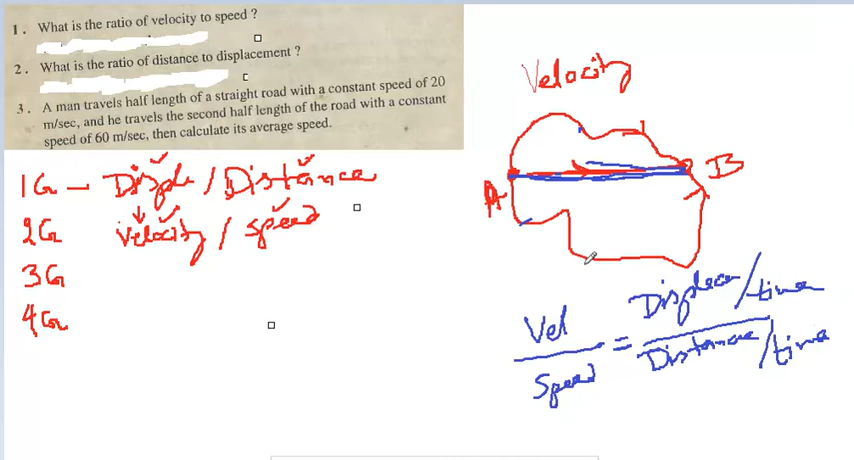 1. What is the ratio of velocity to speed ?
2. What is the ratio of distance to displacement ?
3. A man travels half length of a straight road with a constant speed of 20
m/sec, and he travels the second half length of the road with a constant
speed of 60 m/sec, then calculate its average speed.
Velocity
A
B
1G - Disple / Distance
2G velocity / speed
3G
4G
Vel / Speed = Displace / time / Distance / time